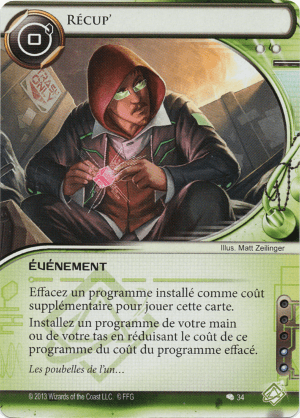 0
Récup'
Illus. Matt Zeilinger
ÉVÉNEMENT
Effacez un programme installé comme coût
supplémentaire pour jouer cette carte.
Installez un programme de votre main
ou de votre tas en réduisant le coût de ce
programme du coût du programme effacé.
Les poubelles de l'un…
© 2013 Wizards of the Coast LLC. © FFG
34